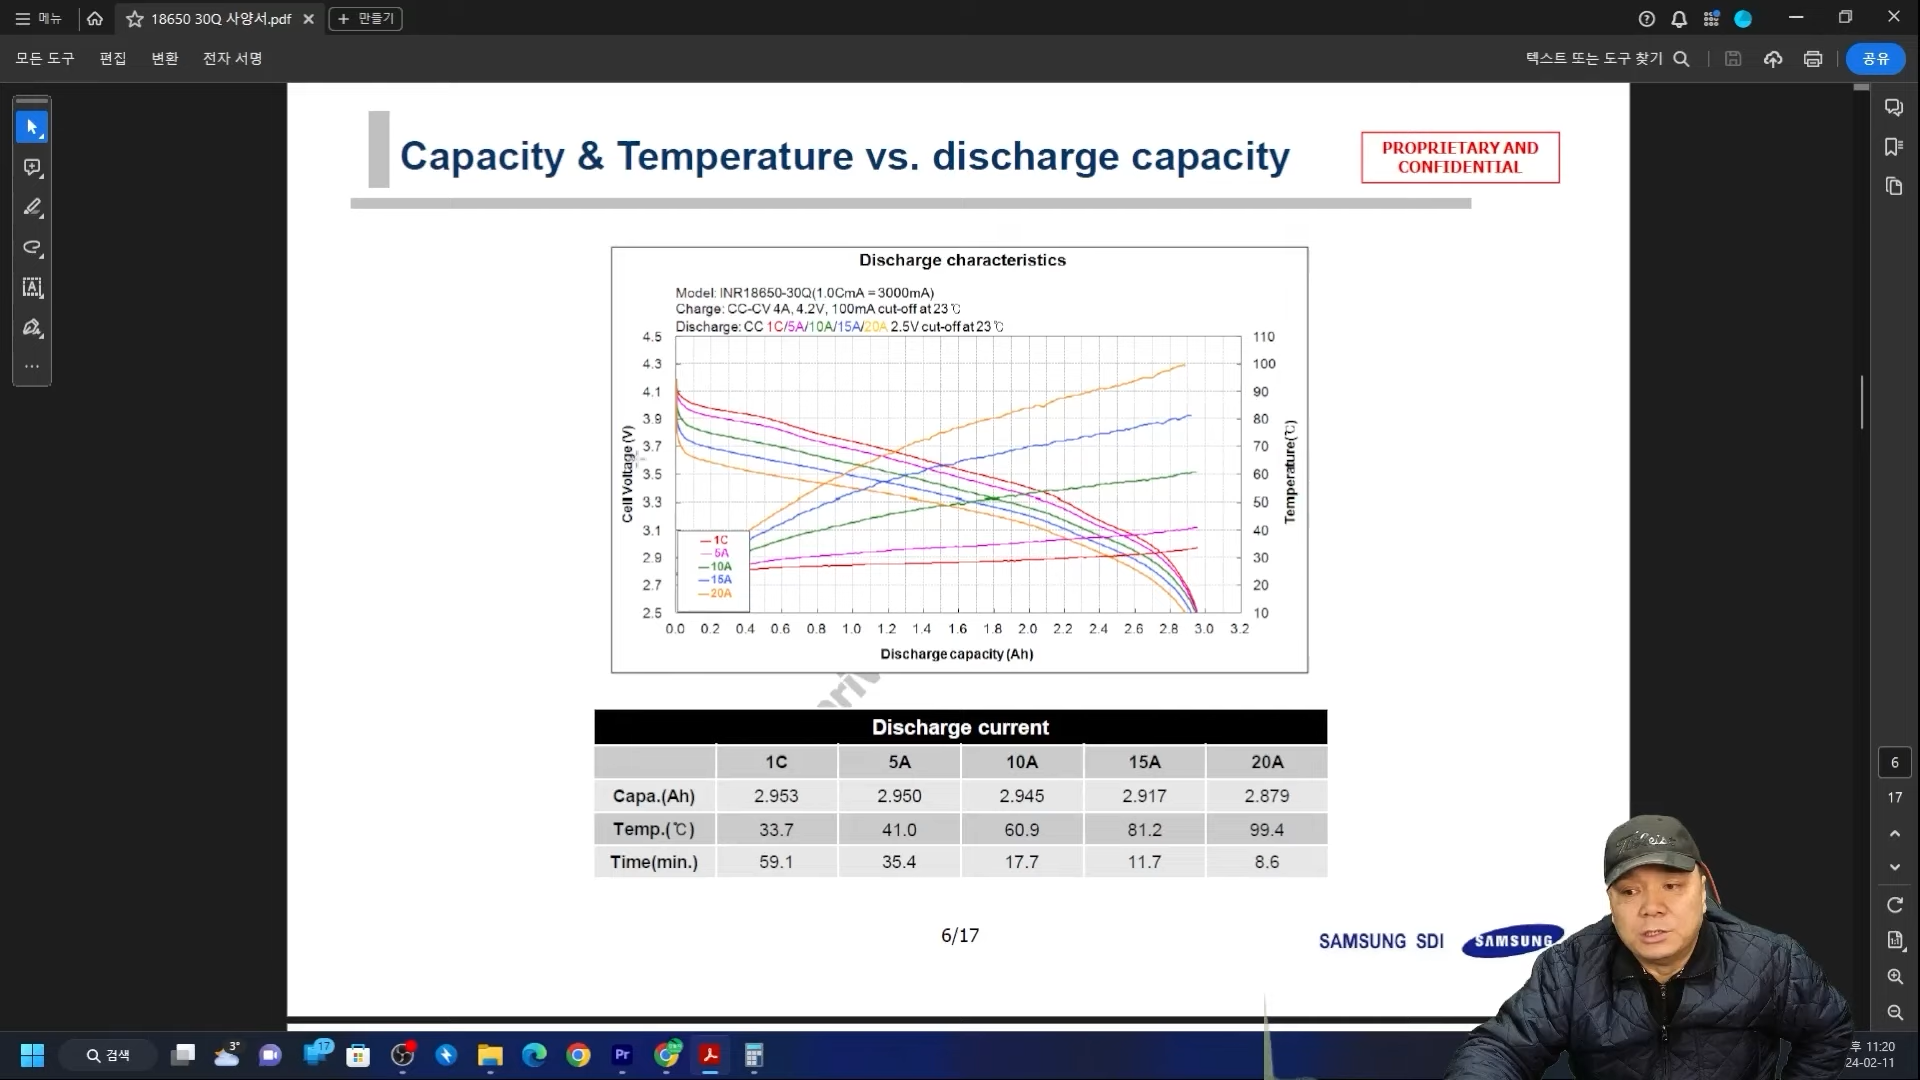 메뉴
18650 30Q 사양서.pdf
만들기
모든 도구
편집
변환
전자 서명
텍스트 또는 도구 찾기
공유
Capacity & Temperature vs. discharge capacity
PROPRIETARY AND
CONFIDENTIAL
Discharge characteristics
Model: INR18650-30Q(1.0CmA = 3000mA)
Charge: CC-CV 4A, 4.2V, 100mA cut-off at 23℃
Discharge: CC 1C/5A/10A/15A/20A 2.5V cut-off at 23℃
4.5
4.3
4.1
3.9
3.7
3.5
3.3
3.1
2.9
2.7
2.5
Cell Voltage (V)
110
100
90
80
70
60
50
40
30
20
10
Temperature(℃)
1C
5A
10A
15A
20A
0.0 0.2 0.4 0.6 0.8 1.0 1.2 1.4 1.6 1.8 2.0 2.2 2.4 2.6 2.8 3.0 3.2
Discharge capacity (Ah)
priv
Discharge current
1C 5A 10A 15A 20A
Capa.(Ah) 2.953 2.950 2.945 2.917 2.879
Temp.(℃) 33.7 41.0 60.9 81.2 99.4
Time(min.) 59.1 35.4 17.7 11.7 8.6
6/17
SAMSUNG SDI
SAMSUNG
6
17
3°
검색
17
Pr
후 11:20
24-02-11